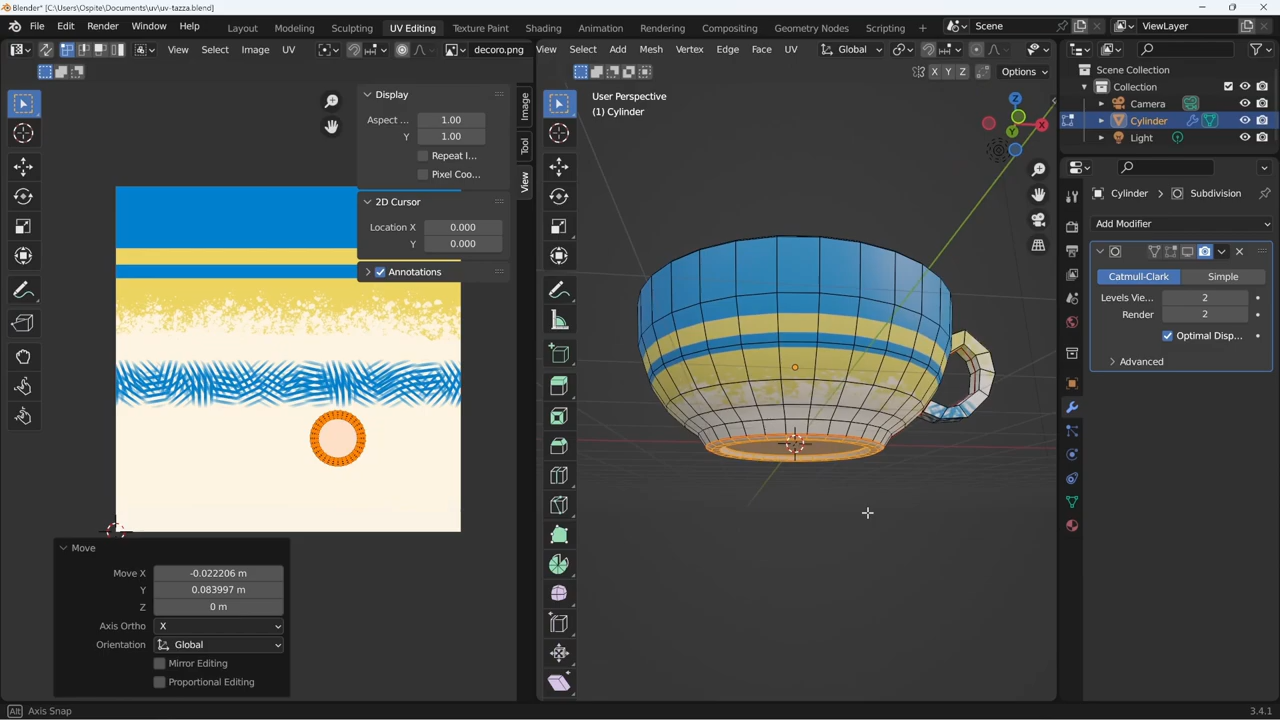 Blender* [C:\Users\Ospite\Documents\uv\uv-tazza.blend]
File Edit Render Window Help Layout Modeling Sculpting UV Editing Texture Paint Shading Animation Rendering Compositing Geometry Nodes Scripting Scene ViewLayer
View Select Image UV decoro.png View Select Add Mesh Vertex Edge Face UV Global
X Y Z Options
Scene Collection
Collection
Camera
Cylinder
Light
Display
Aspect ... 1.00
Y 1.00
Repeat I...
Pixel Coo...
2D Cursor
Location X 0.000
Y 0.000
Annotations
Image
Tool
View
User Perspective
(1) Cylinder
Z
X
Y
Cylinder > Subdivision
Add Modifier
Catmull-Clark Simple
Levels Vie... 2
Render 2
Optimal Disp...
Advanced
Move
Move X -0.022206 m
Y 0.083997 m
Z 0 m
Axis Ortho X
Orientation Global
Mirror Editing
Proportional Editing
Alt Axis Snap 3.4.1